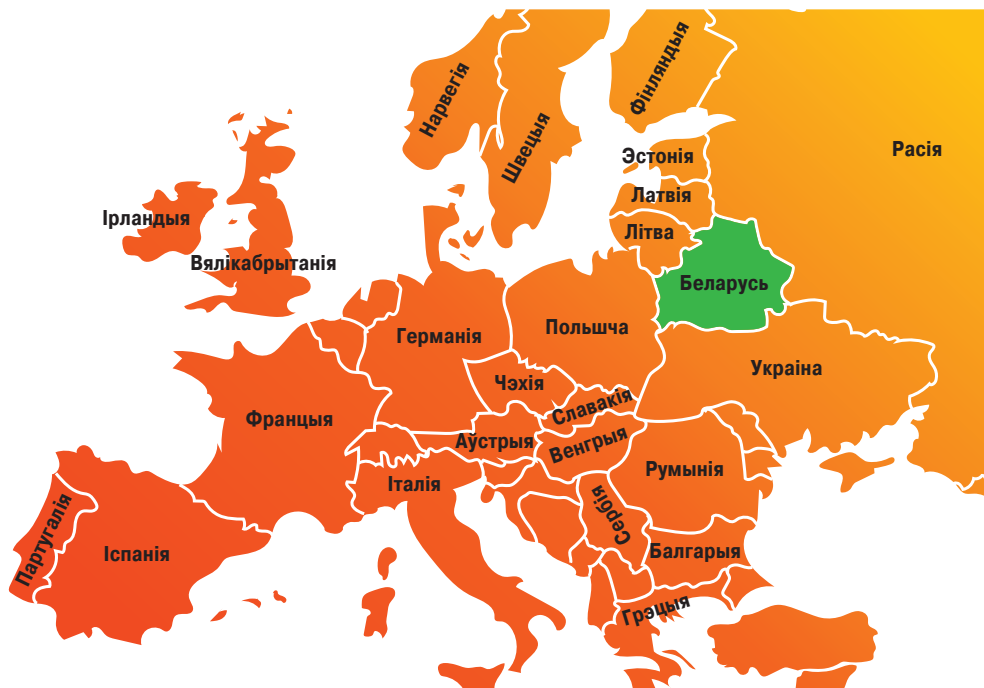 Нарвегія
Швецыя
Фінляндыя
Расія
Эстонія
Латвія
Літва
Ірландыя
Вялікабрытанія
Беларусь
Германія
Польшча
Украіна
Чэхія
Славакія
Францыя
Аўстрыя
Венгрыя
Румынія
Італія
Сербія
Партугалія
Іспанія
Балгарыя
Грэцыя